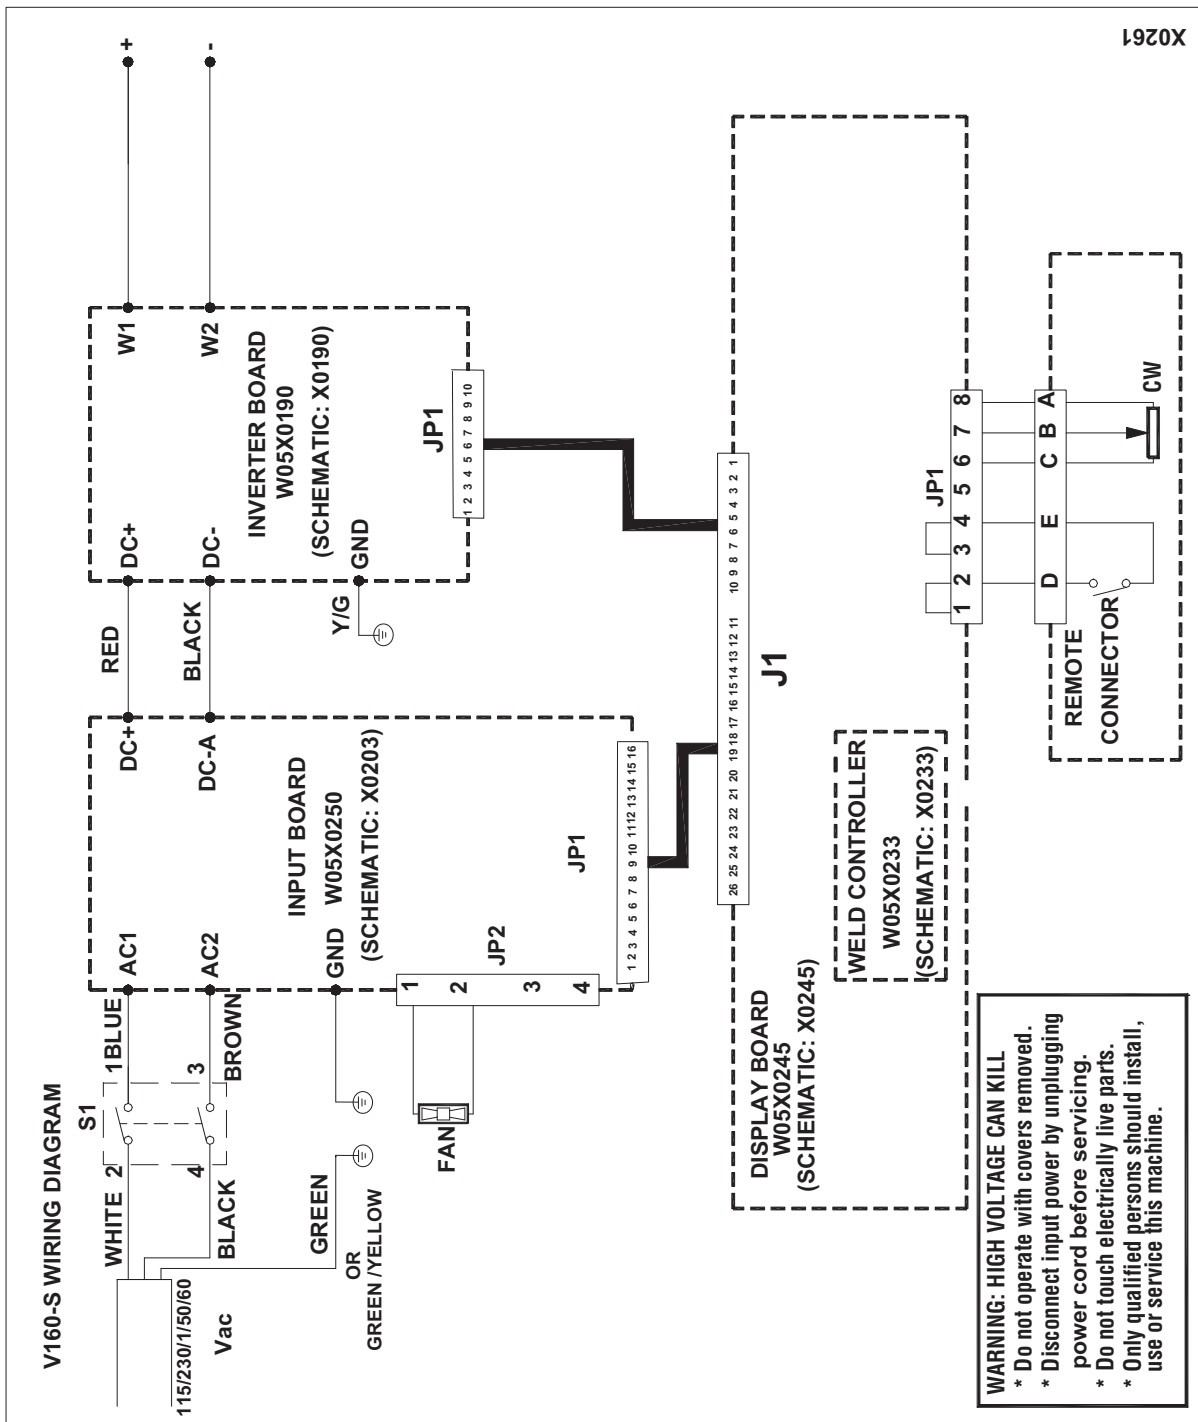 V160-S WIRING DIAGRAM
115/230/1/50/60
Vac
WHITE
BLACK
GREEN
OR
GREEN /YELLOW
2
4
S1
1
3
BLUE
BROWN
AC1
AC2
GND
INPUT BOARD
W05X0250
(SCHEMATIC: X0203)
DC+
DC-A
FAN
JP2
1
2
3
4
JP1
1 2 3 4 5 6 7 8 9 10 11 12 13 14 15 16
RED
BLACK
Y/G
DC+
DC-
GND
INVERTER BOARD
W05X0190
(SCHEMATIC: X0190)
W1
W2
+
-
JP1
1 2 3 4 5 6 7 8 9 10
26 25 24 23 22 21 20 19 18 17 16 15 14 13 12 11 10 9 8 7 6 5 4 3 2 1
J1
DISPLAY BOARD
W05X0245
(SCHEMATIC: X0245)
WELD CONTROLLER
W05X0233
(SCHEMATIC: X0233)
JP1
1 2 3 4 5 6 7 8
D E C B A
REMOTE
CONNECTOR
CW
WARNING: HIGH VOLTAGE CAN KILL
* Do not operate with covers removed.
* Disconnect input power by unplugging
power cord before servicing.
* Do not touch electrically live parts.
* Only qualified persons should install,
use or service this machine.
X0261